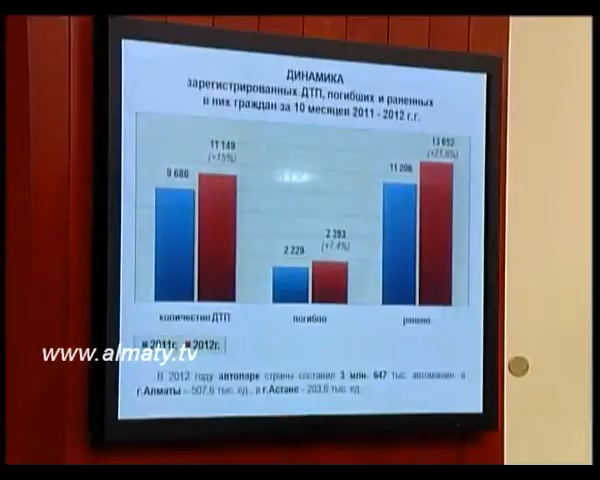 ДИНАМИКА
зарегистрированных ДТП, погибших и раненных
в них граждан за 10 месяцев 2011 - 2012 г.г.
11 149
(+15%)
9 686
2 229
2 393
(+7.4%)
11 206
13 652
(+21.8%)
количество ДТП
погибло
ранено
2011г. 2012г.
www.almaty.tv
В 2012 году автопарк страны составил 3 млн. 647 тыс. автомашин в
г.Алматы – 507,6 тыс. ед., в г.Астане - 203,6 тыс. ед.